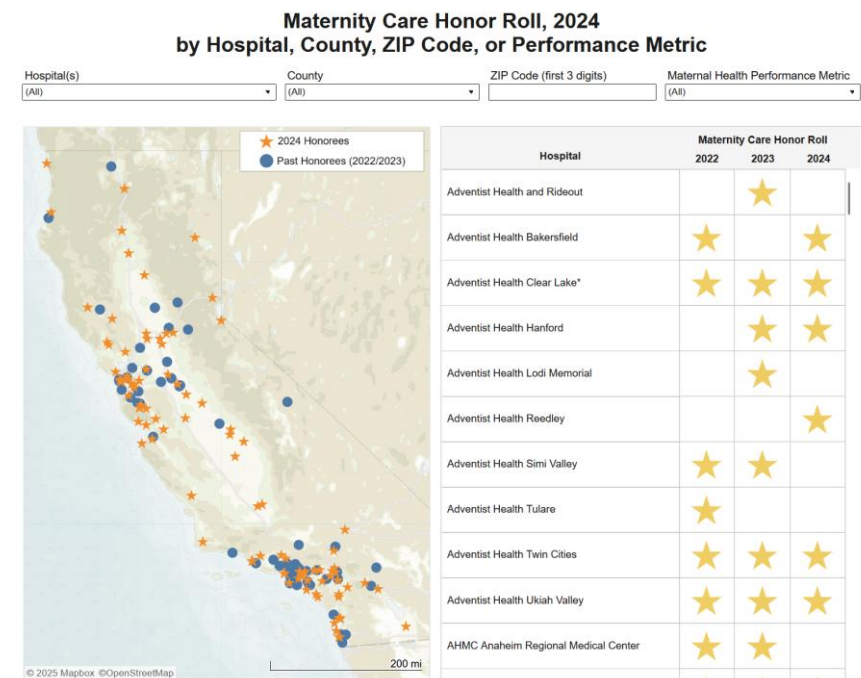 Maternity Care Honor Roll, 2024
by Hospital, County, ZIP Code, or Performance Metric
Hospital(s)
County
ZIP Code (first 3 digits)
Maternal Health Performance Metric
(All)
(All)
(All)
2024 Honorees
Past Honorees (2022/2023)
200 mi
© 2025 Mapbox ©OpenStreetMap
Maternity Care Honor Roll
Hospital
2022 2023 2024
Adventist Health and Rideout
Adventist Health Bakersfield
Adventist Health Clear Lake*
Adventist Health Hanford
Adventist Health Lodi Memorial
Adventist Health Reedley
Adventist Health Simi Valley
Adventist Health Tulare
Adventist Health Twin Cities
Adventist Health Ukiah Valley
AHMC Anaheim Regional Medical Center